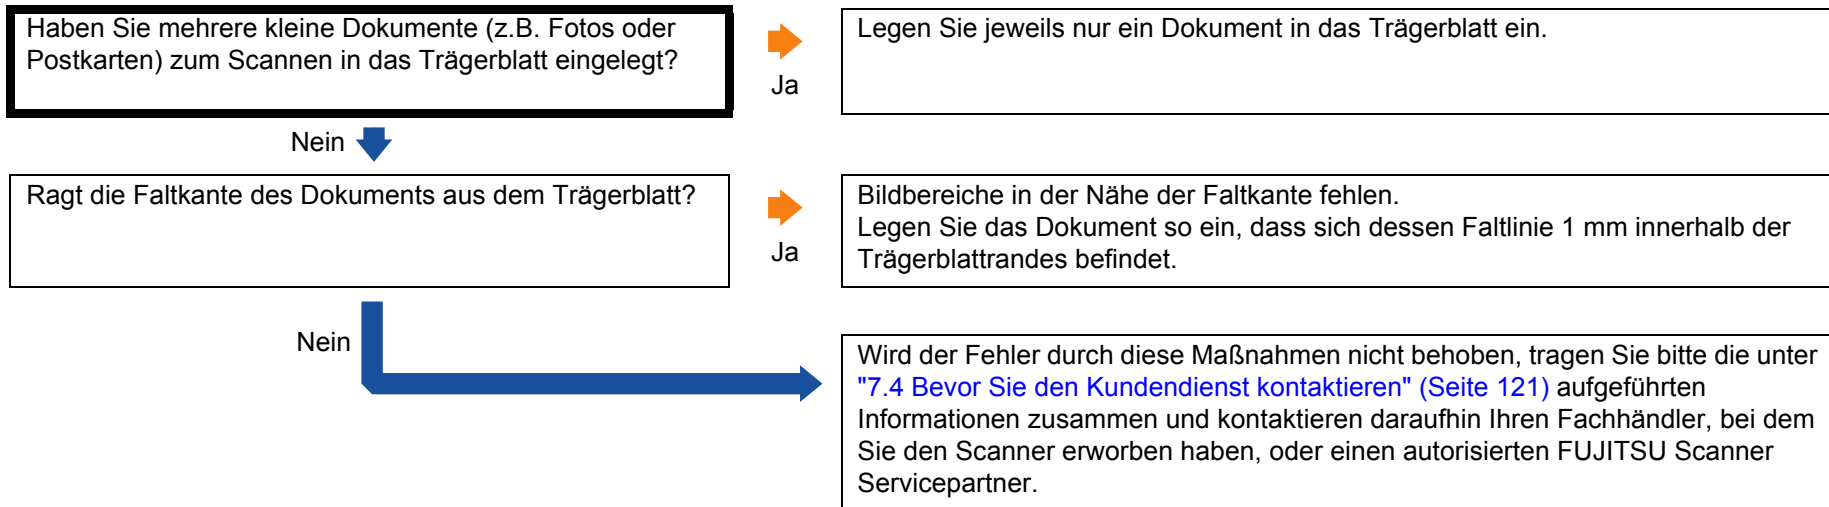 Haben Sie mehrere kleine Dokumente (z.B. Fotos oder
Postkarten) zum Scannen in das Trägerblatt eingelegt?
Ja
Legen Sie jeweils nur ein Dokument in das Trägerblatt ein.
Nein
Ragt die Faltkante des Dokuments aus dem Trägerblatt?
Ja
Bildbereiche in der Nähe der Faltkante fehlen.
Legen Sie das Dokument so ein, dass sich dessen Faltlinie 1 mm innerhalb der
Trägerblattrandes befindet.
Nein
Wird der Fehler durch diese Maßnahmen nicht behoben, tragen Sie bitte die unter
"7.4 Bevor Sie den Kundendienst kontaktieren" (Seite 121) aufgeführten
Informationen zusammen und kontaktieren daraufhin Ihren Fachhändler, bei dem
Sie den Scanner erworben haben, oder einen autorisierten FUJITSU Scanner
Servicepartner.